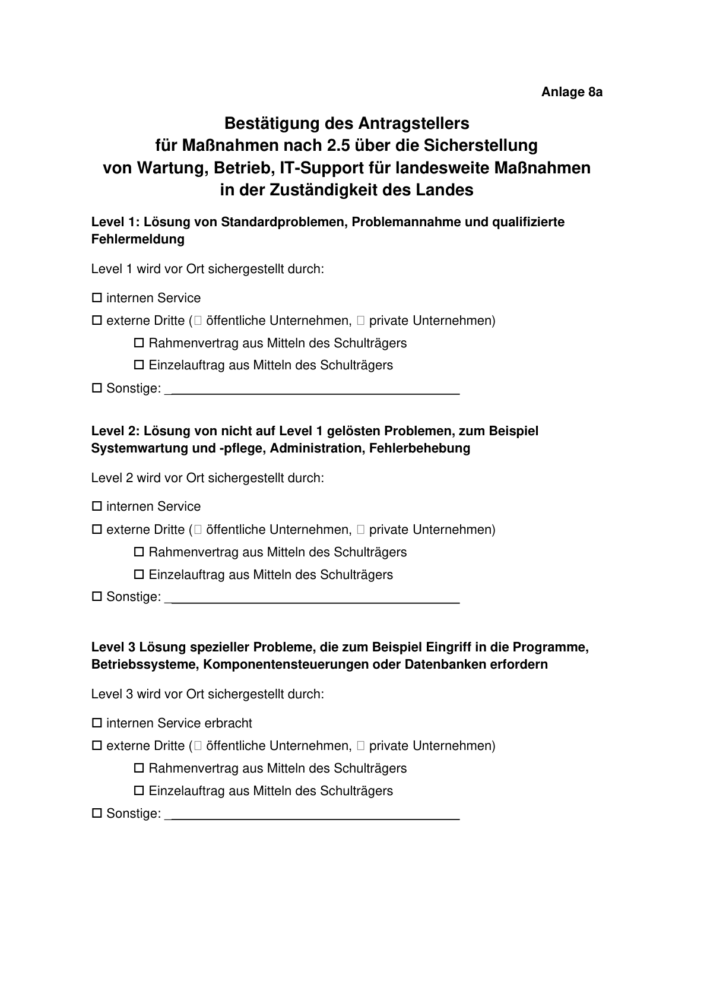 Anlage 8a
Bestätigung des Antragstellers
für Maßnahmen nach 2.5 über die Sicherstellung
von Wartung, Betrieb, IT-Support für landesweite Maßnahmen
in der Zuständigkeit des Landes
Level 1: Lösung von Standardproblemen, Problemannahme und qualifizierte
Fehlermeldung
Level 1 wird vor Ort sichergestellt durch:
☐ internen Service
☐ externe Dritte (☐ öffentliche Unternehmen, ☐ private Unternehmen)
☐ Rahmenvertrag aus Mitteln des Schulträgers
☐ Einzelauftrag aus Mitteln des Schulträgers
☐ Sonstige: ________________________________________
Level 2: Lösung von nicht auf Level 1 gelösten Problemen, zum Beispiel
Systemwartung und -pflege, Administration, Fehlerbehebung
Level 2 wird vor Ort sichergestellt durch:
☐ internen Service
☐ externe Dritte (☐ öffentliche Unternehmen, ☐ private Unternehmen)
☐ Rahmenvertrag aus Mitteln des Schulträgers
☐ Einzelauftrag aus Mitteln des Schulträgers
☐ Sonstige: ________________________________________
Level 3 Lösung spezieller Probleme, die zum Beispiel Eingriff in die Programme,
Betriebssysteme, Komponentensteuerungen oder Datenbanken erfordern
Level 3 wird vor Ort sichergestellt durch:
☐ internen Service erbracht
☐ externe Dritte (☐ öffentliche Unternehmen, ☐ private Unternehmen)
☐ Rahmenvertrag aus Mitteln des Schulträgers
☐ Einzelauftrag aus Mitteln des Schulträgers
☐ Sonstige: ________________________________________